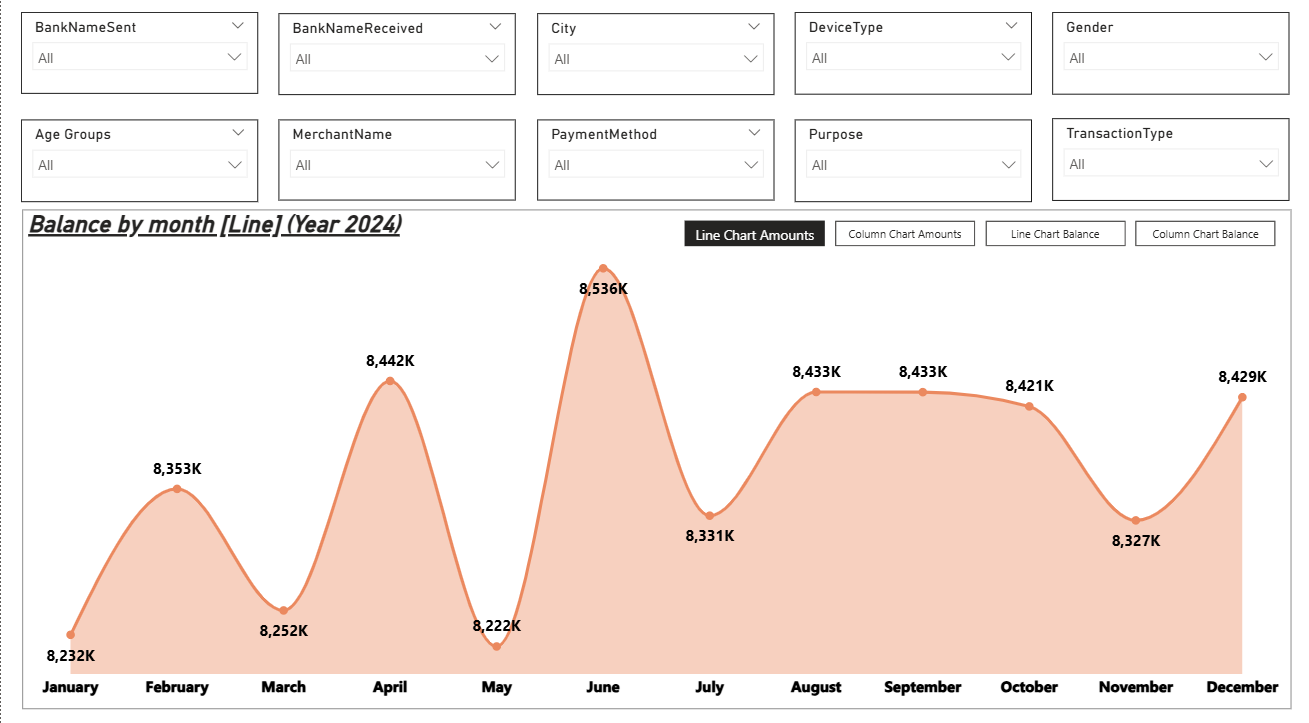 BankNameSent
All
BankNameReceived
All
City
All
DeviceType
All
Gender
All
Age Groups
All
MerchantName
All
PaymentMethod
All
Purpose
All
TransactionType
All
Balance by month [Line] (Year 2024)
Line Chart Amounts
Column Chart Amounts
Line Chart Balance
Column Chart Balance
8,232K
8,353K
8,252K
8,442K
8,222K
8,536K
8,331K
8,433K
8,433K
8,421K
8,327K
8,429K
January February March April May June July August September October November December